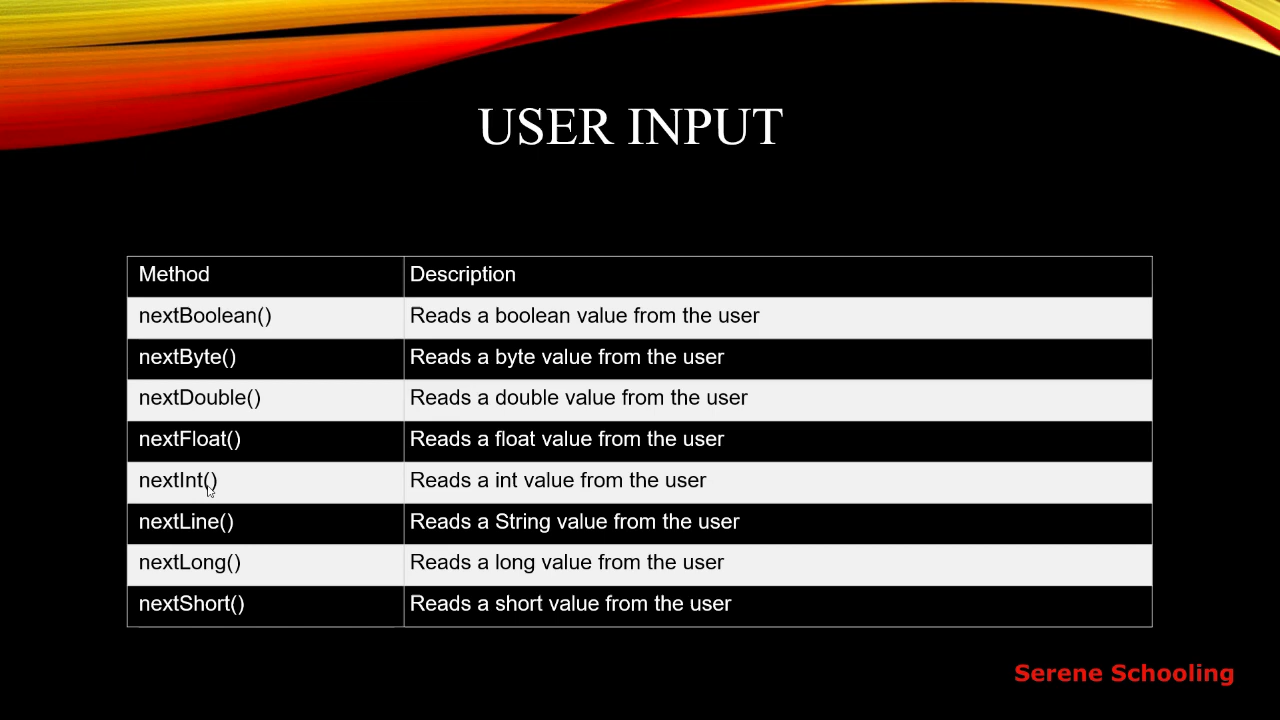 USER INPUT
Method Description
nextBoolean() Reads a boolean value from the user
nextByte() Reads a byte value from the user
nextDouble() Reads a double value from the user
nextFloat() Reads a float value from the user
nextInt() Reads a int value from the user
nextLine() Reads a String value from the user
nextLong() Reads a long value from the user
nextShort() Reads a short value from the user
Serene Schooling